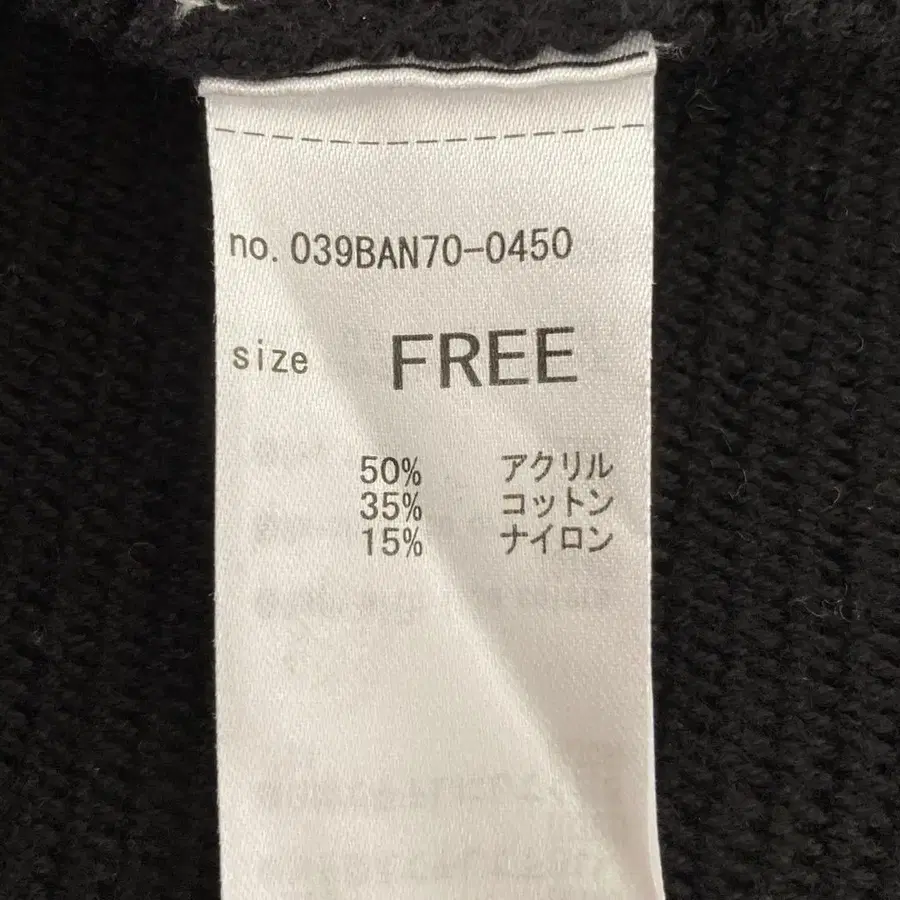 no. 039BAN70-0450
size FREE
50% アクリル
35% コットン
15% ナイロン